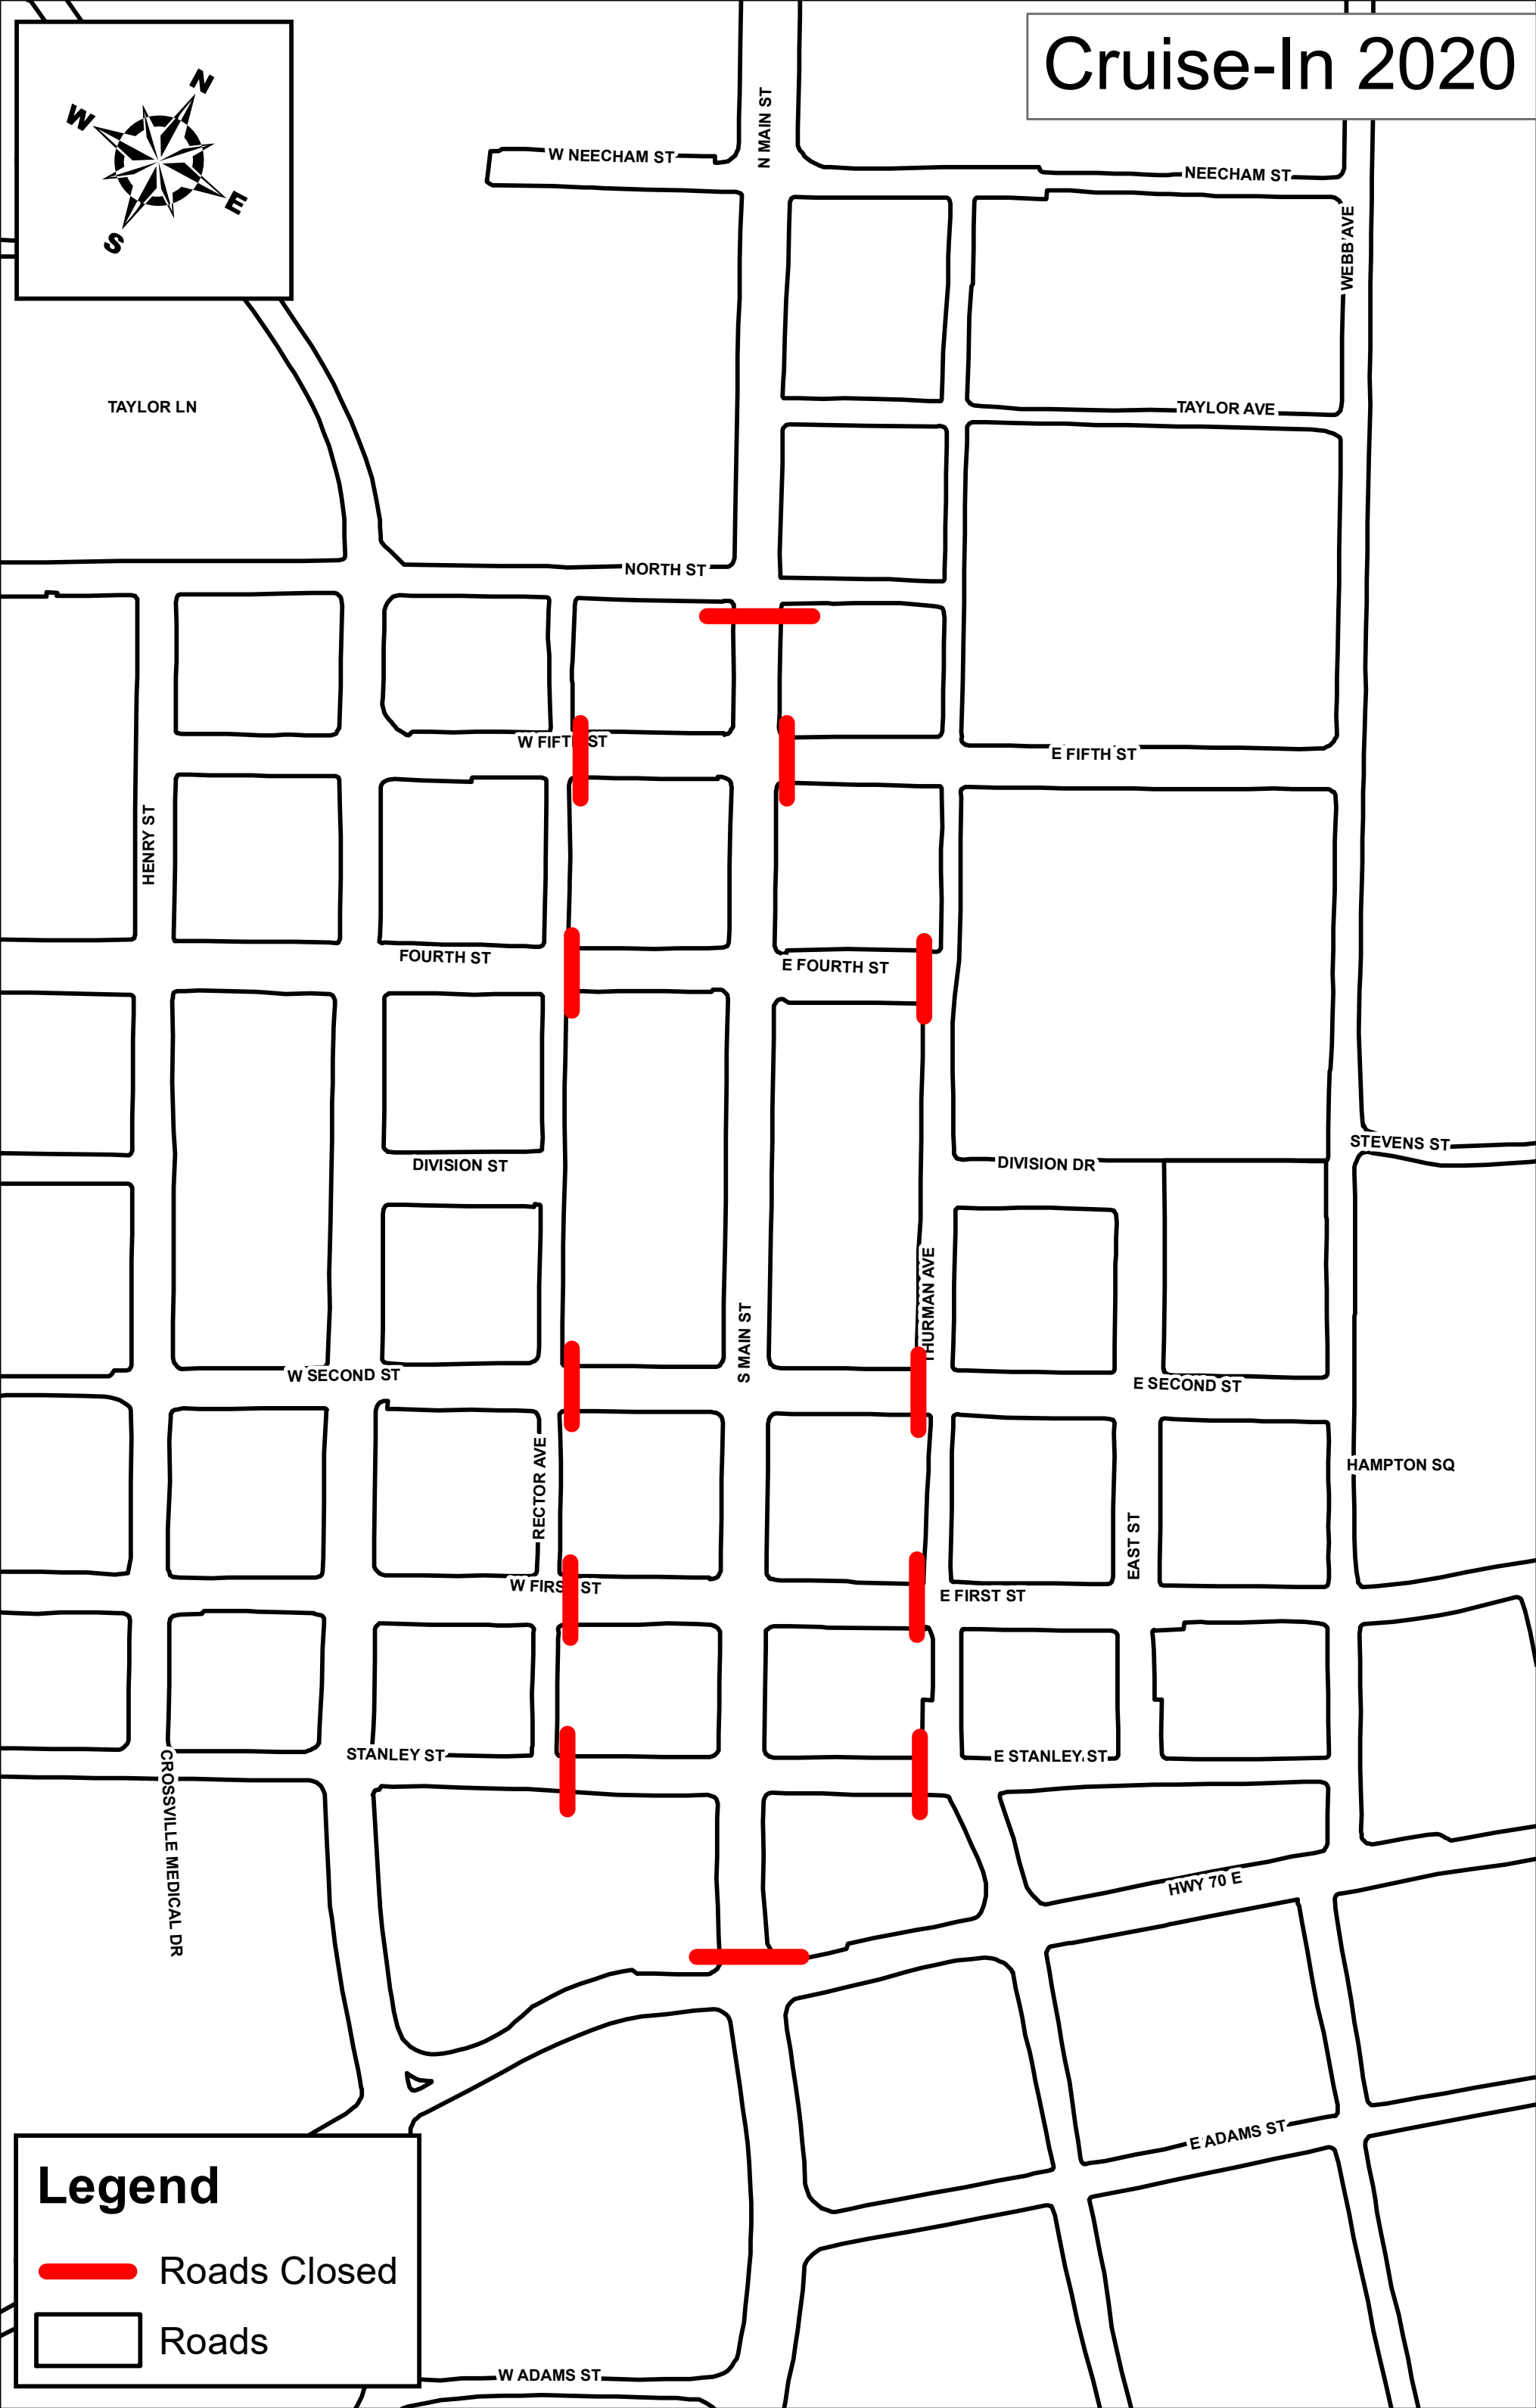 Cruise-In 2020
N
W
E
S
N MAIN ST
W NEECHAM ST
NEECHAM ST
WEBB AVE
TAYLOR LN
TAYLOR AVE
NORTH ST
W FIFTH ST
E FIFTH ST
HENRY ST
FOURTH ST
E FOURTH ST
STEVENS ST
DIVISION ST
DIVISION DR
THURMAN AVE
S MAIN ST
W SECOND ST
E SECOND ST
HAMPTON SQ
RECTOR AVE
EAST ST
W FIRST ST
E FIRST ST
STANLEY ST
E STANLEY ST
CROSSVILLE MEDICAL DR
HWY 70 E
E ADAMS ST
Legend
Roads Closed
Roads
W ADAMS ST